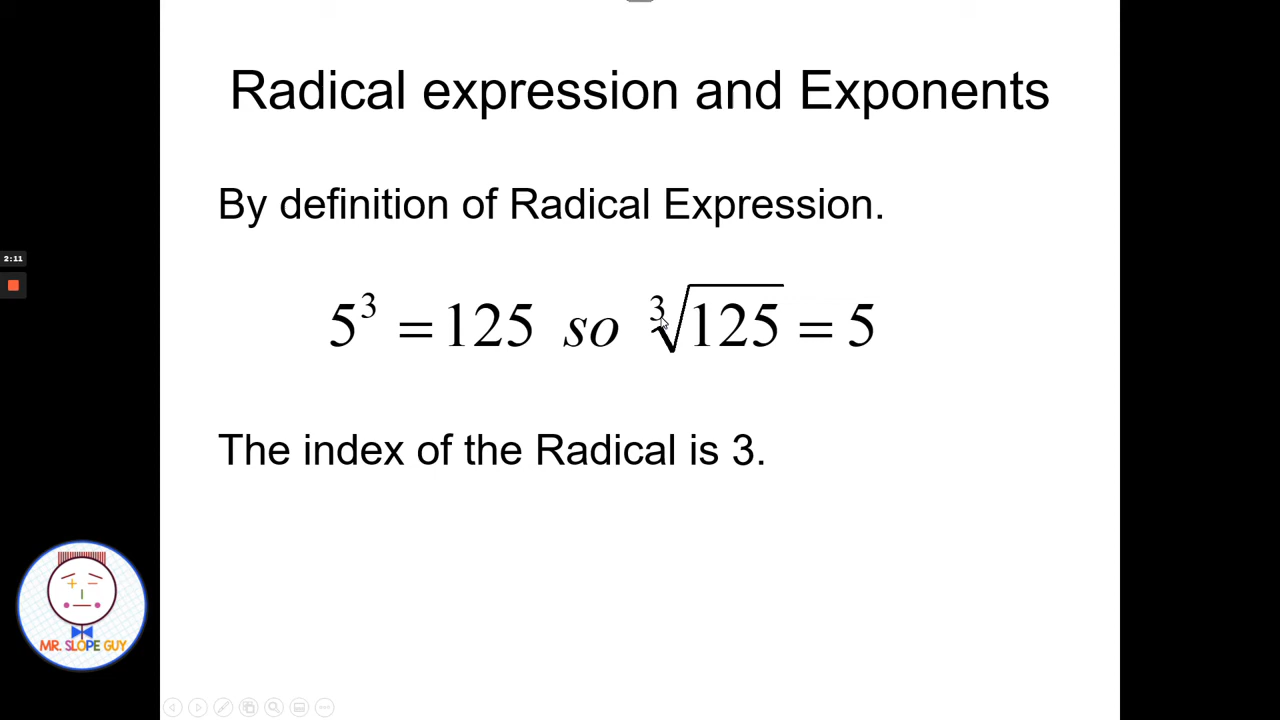 Radical expression and Exponents
By definition of Radical Expression.
5³ = 125 so ∛125 = 5
The index of the Radical is 3.
2:11
MR. SLOPE GUY